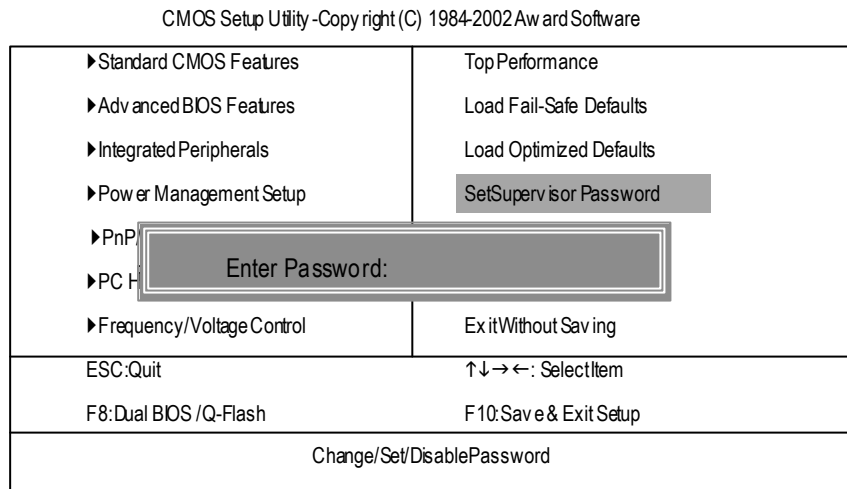 CMOS Setup Utility-Copyright (C) 1984-2002 Award Software
▶Standard CMOS Features
Top Performance
▶Advanced BIOS Features
Load Fail-Safe Defaults
▶Integrated Peripherals
Load Optimized Defaults
▶Power Management Setup
Set Supervisor Password
▶PnP/
Enter Password:
▶PC H
▶Frequency/Voltage Control
Exit Without Saving
ESC:Quit
↑↓→←: Select Item
F8:Dual BIOS /Q-Flash
F10:Save & Exit Setup
Change/Set/Disable Password